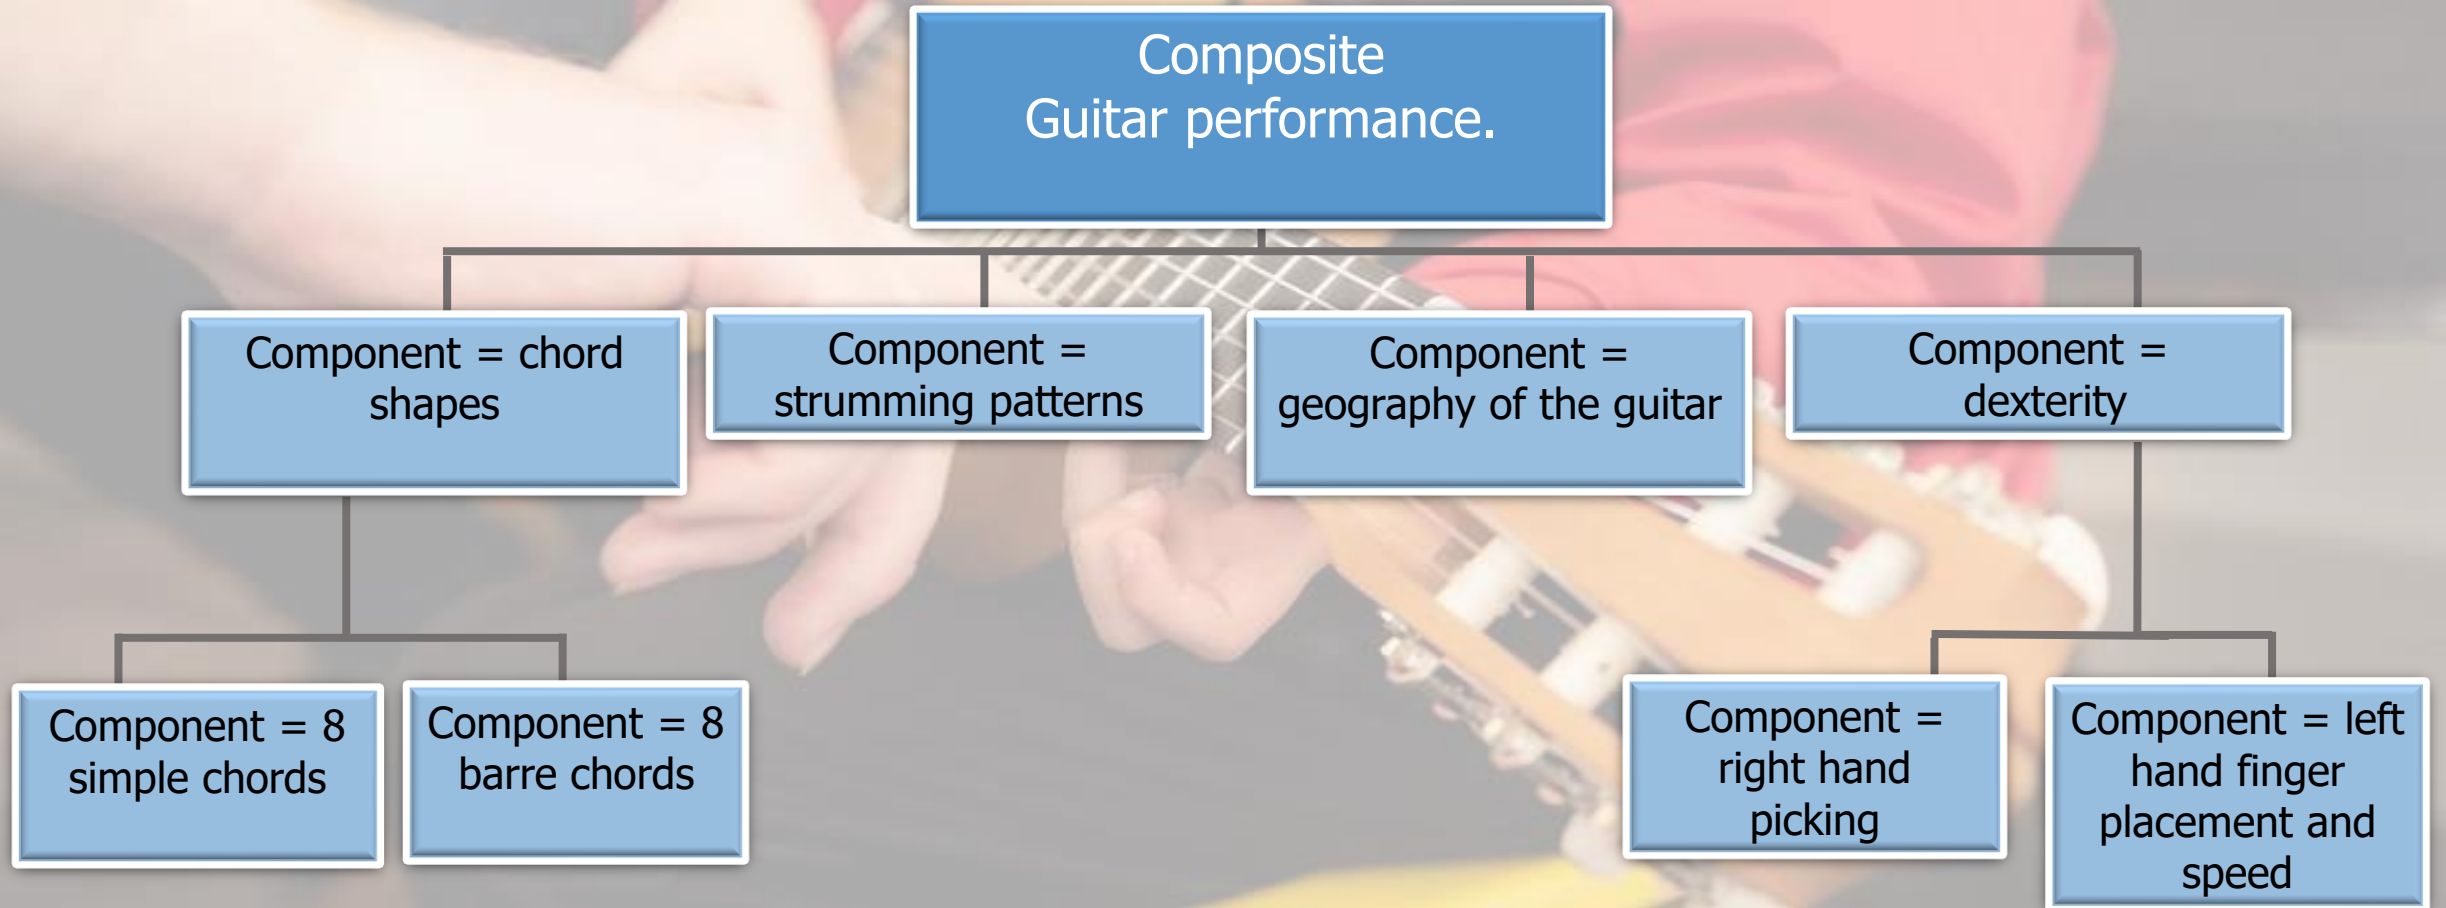 Composite
Guitar performance.
Component = chord
shapes
Component =
strumming patterns
Component =
geography of the guitar
Component =
dexterity
Component = 8
simple chords
Component = 8
barre chords
Component =
right hand
picking
Component = left
hand finger
placement and
speed